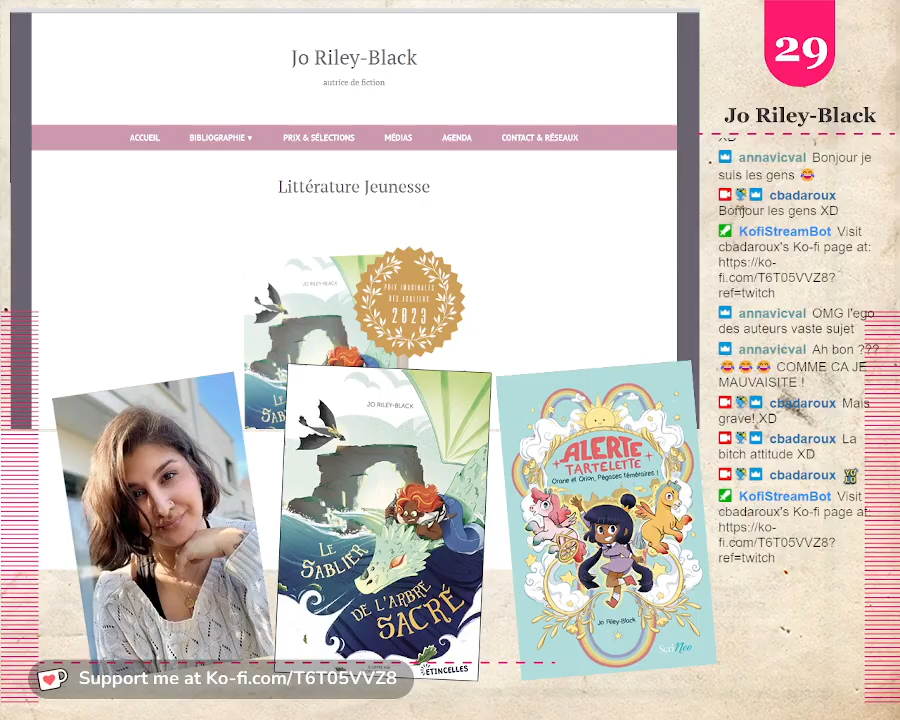 Jo Riley-Black
autrice de fiction
ACCUEIL BIBLIOGRAPHIE ▾ PRIX & SÉLECTIONS MÉDIAS AGENDA CONTACT & RÉSEAUX
Littérature Jeunesse
JO RILEY-BLACK
PRIX IMAGINALES
DES ÉCOLIERS
2023
LE
SAB
JO RILEY-BLACK
LE
SABLIER
DE L'ARBRE
SACRÉ
ÉTINCELLES
ALERTE
TARTELETTE
Orane et Orion, Pégases téméraires !
Jo Riley-Black
ScriNeo
Support me at Ko-fi.com/T6T05VVZ8
29
Jo Riley-Black
XD
annavicval Bonjour je
suis les gens 😂
cbadaroux
Bonjour les gens XD
KofiStreamBot Visit
cbadaroux's Ko-fi page at:
https://ko-
fi.com/T6T05VVZ8?
ref=twitch
annavicval OMG l'ego
des auteurs vaste sujet
annavicval Ah bon ???
😂 😂 😂 COMME CA JE
MAUVAISITE !
cbadaroux Mais
grave! XD
cbadaroux La
bitch attitude XD
cbadaroux
KofiStreamBot Visit
cbadaroux's Ko-fi page at:
https://ko-
fi.com/T6T05VVZ8?
ref=twitch